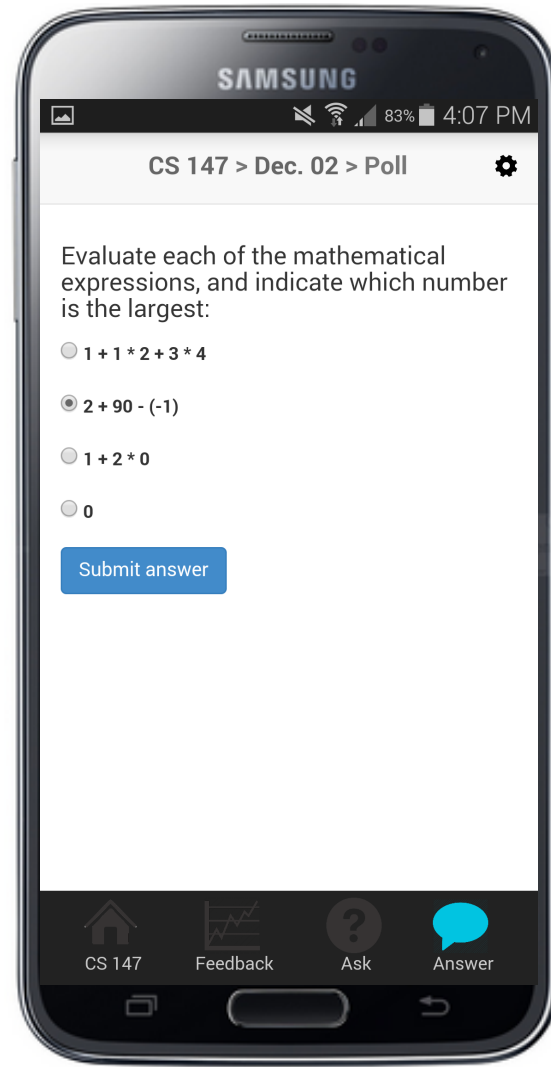 SAMSUNG
83% 4:07 PM
CS 147 > Dec. 02 > Poll
Evaluate each of the mathematical
expressions, and indicate which number
is the largest:
1 + 1 * 2 + 3 * 4
2 + 90 - (-1)
1 + 2 * 0
0
Submit answer
CS 147 Feedback Ask Answer